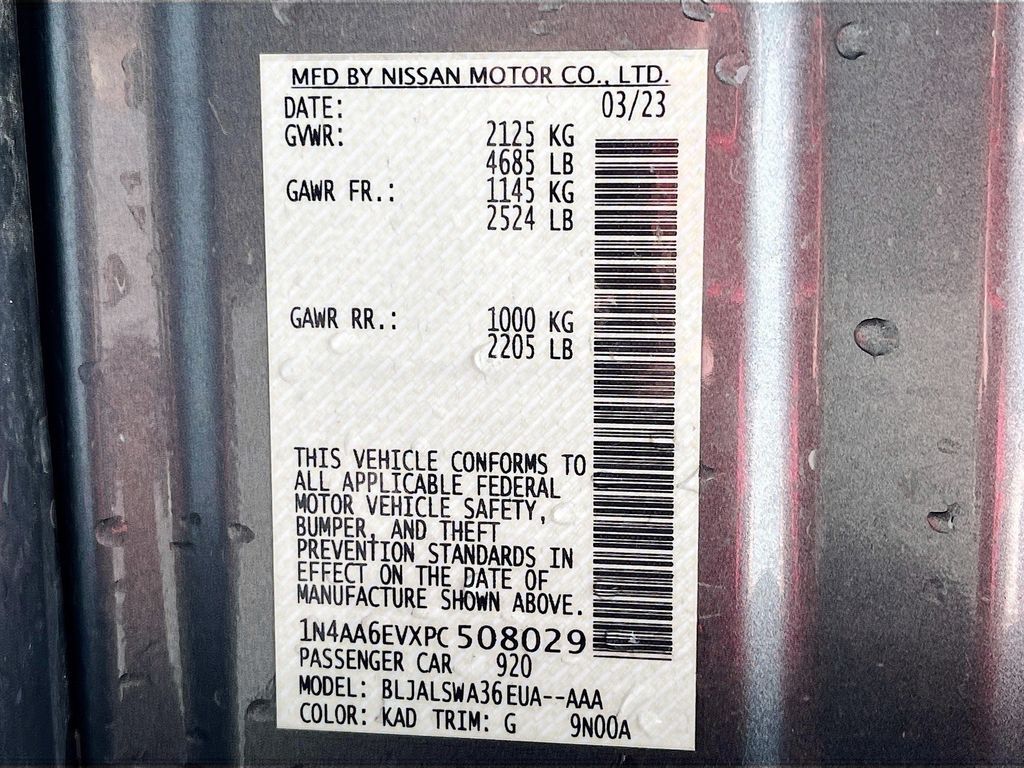 MFD BY NISSAN MOTOR CO., LTD.
DATE: 03/23
GVWR: 2125 KG
4685 LB
GAWR FR.: 1145 KG
2524 LB
GAWR RR.: 1000 KG
2205 LB
THIS VEHICLE CONFORMS TO
ALL APPLICABLE FEDERAL
MOTOR VEHICLE SAFETY,
BUMPER, AND THEFT
PREVENTION STANDARDS IN
EFFECT ON THE DATE OF
MANUFACTURE SHOWN ABOVE.
1N4AA6EVXPC508029
PASSENGER CAR 920
MODEL: BLJALSWA36EUA--AAA
COLOR: KAD TRIM: G 9N00A